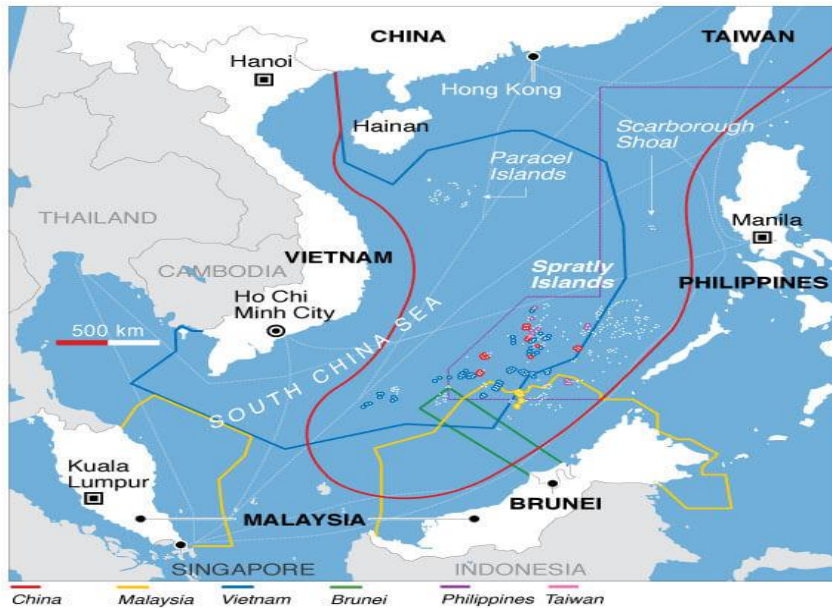 CHINA
TAIWAN
Hanoi
Hong Kong
Hainan
Scarborough
Shoal
Paracel
Islands
THAILAND
Manila
VIETNAM
CAMBODIA
Spratly
Islands
PHILIPPINES
Ho Chi
Minh City
500 km
SOUTH CHINA SEA
Kuala
Lumpur
BRUNEI
MALAYSIA
SINGAPORE
INDONESIA
China
Malaysia
Vietnam
Brunei
Philippines
Taiwan